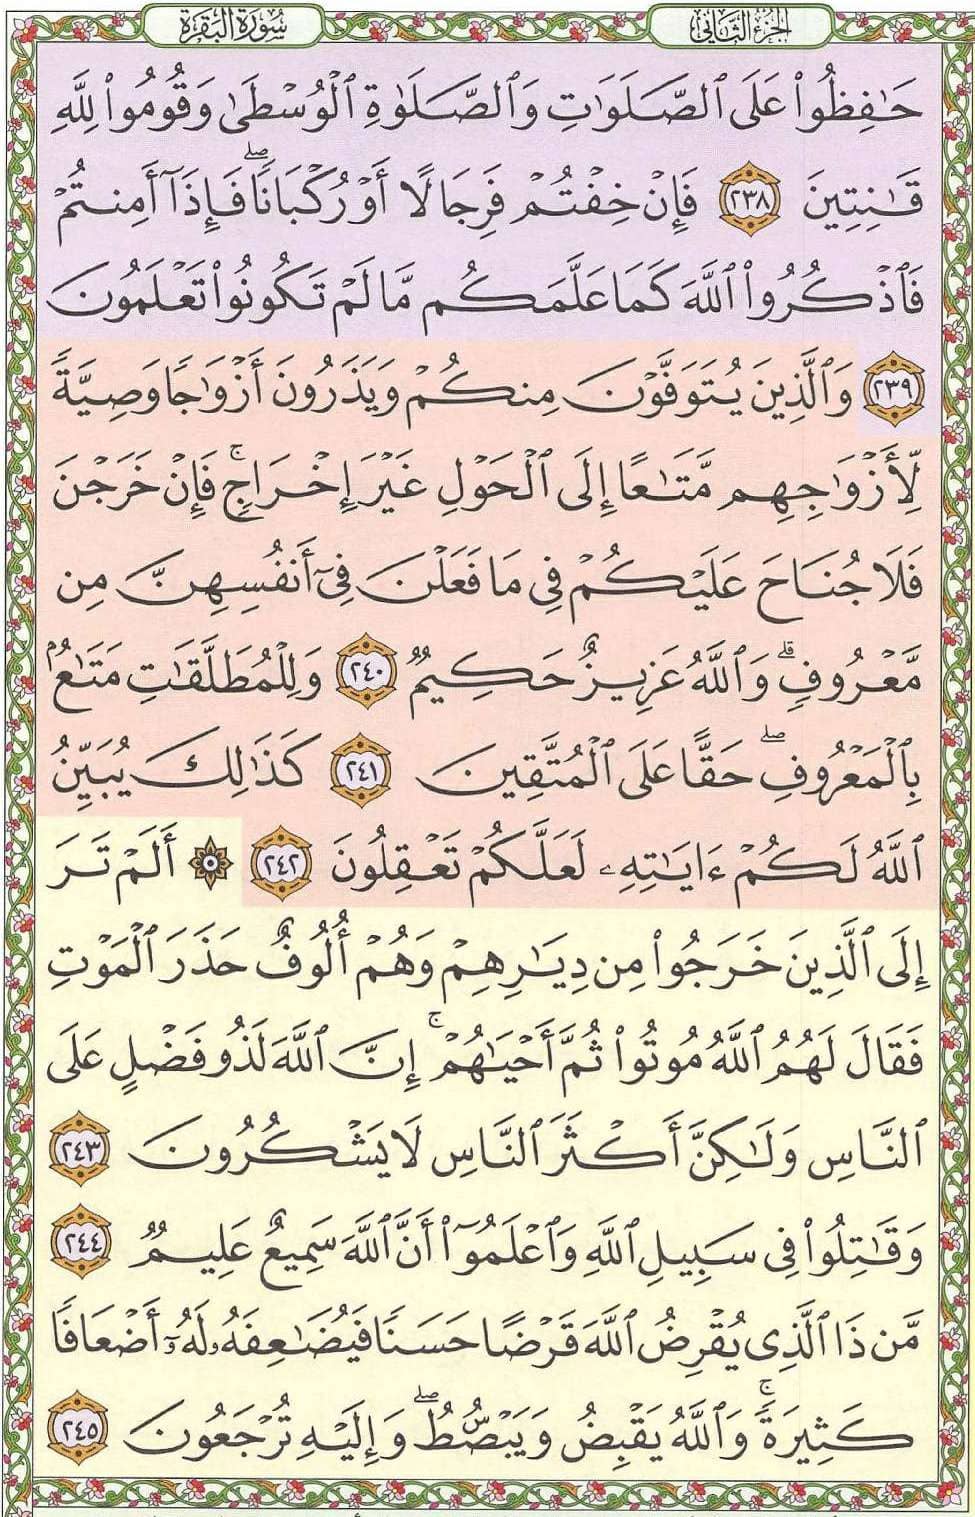 الجزء الثاني
سورة البقرة
حَٰفِظُوا۟ عَلَى ٱلصَّلَوَٰتِ وَٱلصَّلَوٰةِ ٱلْوُسْطَىٰ وَقُومُوا۟ لِلَّهِ
قَٰنِتِينَ ٢٣٨ فَإِنْ خِفْتُمْ فَرِجَالًا أَوْ رُكْبَانًاۖ فَإِذَآ أَمِنتُمْ
فَٱذْكُرُوا۟ ٱللَّهَ كَمَا عَلَّمَكُم مَّا لَمْ تَكُونُوا۟ تَعْلَمُونَ
٢٣٩ وَٱلَّذِينَ يُتَوَفَّوْنَ مِنكُمْ وَيَذَرُونَ أَزْوَٰجًا وَصِيَّةً
لِّأَزْوَٰجِهِم مَّتَٰعًا إِلَى ٱلْحَوْلِ غَيْرَ إِخْرَاجٍۚ فَإِنْ خَرَجْنَ
فَلَا جُنَاحَ عَلَيْكُمْ فِى مَا فَعَلْنَ فِىٓ أَنفُسِهِنَّ مِن
مَّعْرُوفٍۗ وَٱللَّهُ عَزِيزٌ حَكِيمٌ ٢٤٠ وَلِلْمُطَلَّقَٰتِ مَتَٰعٌۢ
بِٱلْمَعْرُوفِۖ حَقًّا عَلَى ٱلْمُتَّقِينَ ٢٤١ كَذَٰلِكَ يُبَيِّنُ
ٱللَّهُ لَكُمْ ءَايَٰتِهِۦ لَعَلَّكُمْ تَعْقِلُونَ ٢٤٢ ۞ أَلَمْ تَرَ
إِلَى ٱلَّذِينَ خَرَجُوا۟ مِن دِيَٰرِهِمْ وَهُمْ أُلُوفٌ حَذَرَ ٱلْمَوْتِ
فَقَالَ لَهُمُ ٱللَّهُ مُوتُوا۟ ثُمَّ أَحْيَٰهُمْۚ إِنَّ ٱللَّهَ لَذُو فَضْلٍ عَلَى
ٱلنَّاسِ وَلَٰكِنَّ أَكْثَرَ ٱلنَّاسِ لَا يَشْكُرُونَ ٢٤٣
وَقَٰتِلُوا۟ فِى سَبِيلِ ٱللَّهِ وَٱعْلَمُوٓا۟ أَنَّ ٱللَّهَ سَمِيعٌ عَلِيمٌ ٢٤٤
مَّن ذَا ٱلَّذِى يُقْرِضُ ٱللَّهَ قَرْضًا حَسَنًا فَيُضَٰعِفَهُۥ لَهُۥٓ أَضْعَافًا
كَثِيرَةًۚ وَٱللَّهُ يَقْبِضُ وَيَبْصُۜطُۖ وَإِلَيْهِ تُرْجَعُونَ ٢٤٥